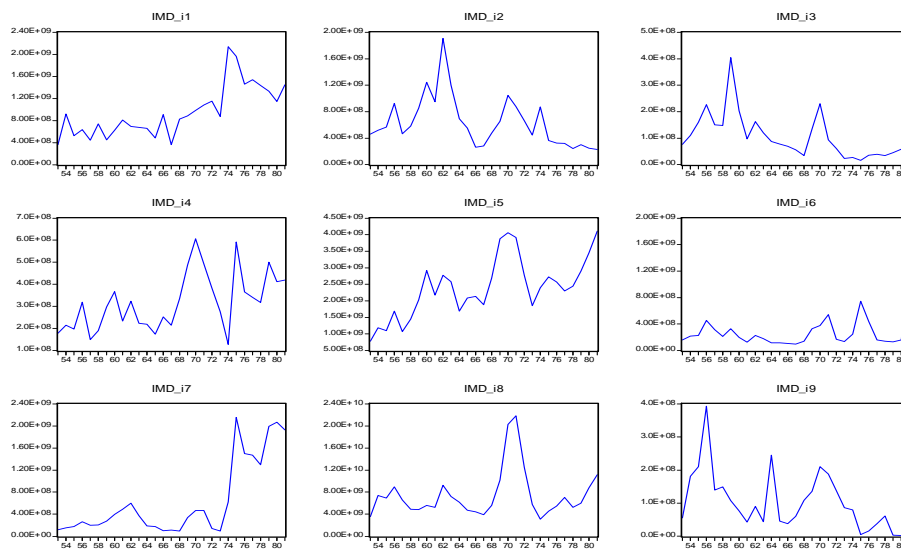 IMD_i1 IMD_i2 IMD_i3
2.40E+09 2.00E+09 5.0E+08
2.00E+09 1.60E+09 4.0E+08
1.60E+09 1.20E+09 3.0E+08
1.20E+09 8.00E+08 2.0E+08
8.00E+08 4.00E+08 1.0E+08
4.00E+08 0.00E+00 0.0E+00
0.00E+00
54 56 58 60 62 64 66 68 70 72 74 76 78 80 54 56 58 60 62 64 66 68 70 72 74 76 78 80 54 56 58 60 62 64 66 68 70 72 74 76 78
IMD_i4 IMD_i5 IMD_i6
7.0E+08 4.50E+09 2.00E+09
6.0E+08 4.00E+09 1.60E+09
5.0E+08 3.50E+09 1.20E+09
4.0E+08 3.00E+09 8.00E+08
3.0E+08 2.50E+09 4.00E+08
2.0E+08 2.00E+09 0.00E+00
1.0E+08 1.50E+09
1.00E+09
5.00E+08
54 56 58 60 62 64 66 68 70 72 74 76 78 80 54 56 58 60 62 64 66 68 70 72 74 76 78 80 54 56 58 60 62 64 66 68 70 72 74 76 78
IMD_i7 IMD_i8 IMD_i9
2.40E+09 2.40E+10 4.0E+08
2.00E+09 2.00E+10 3.0E+08
1.60E+09 1.60E+10 2.0E+08
1.20E+09 1.20E+10 1.0E+08
8.00E+08 8.00E+09 0.0E+00
4.00E+08 4.00E+09
0.00E+00 0.00E+00
54 56 58 60 62 64 66 68 70 72 74 76 78 80 54 56 58 60 62 64 66 68 70 72 74 76 78 80 54 56 58 60 62 64 66 68 70 72 74 76 78